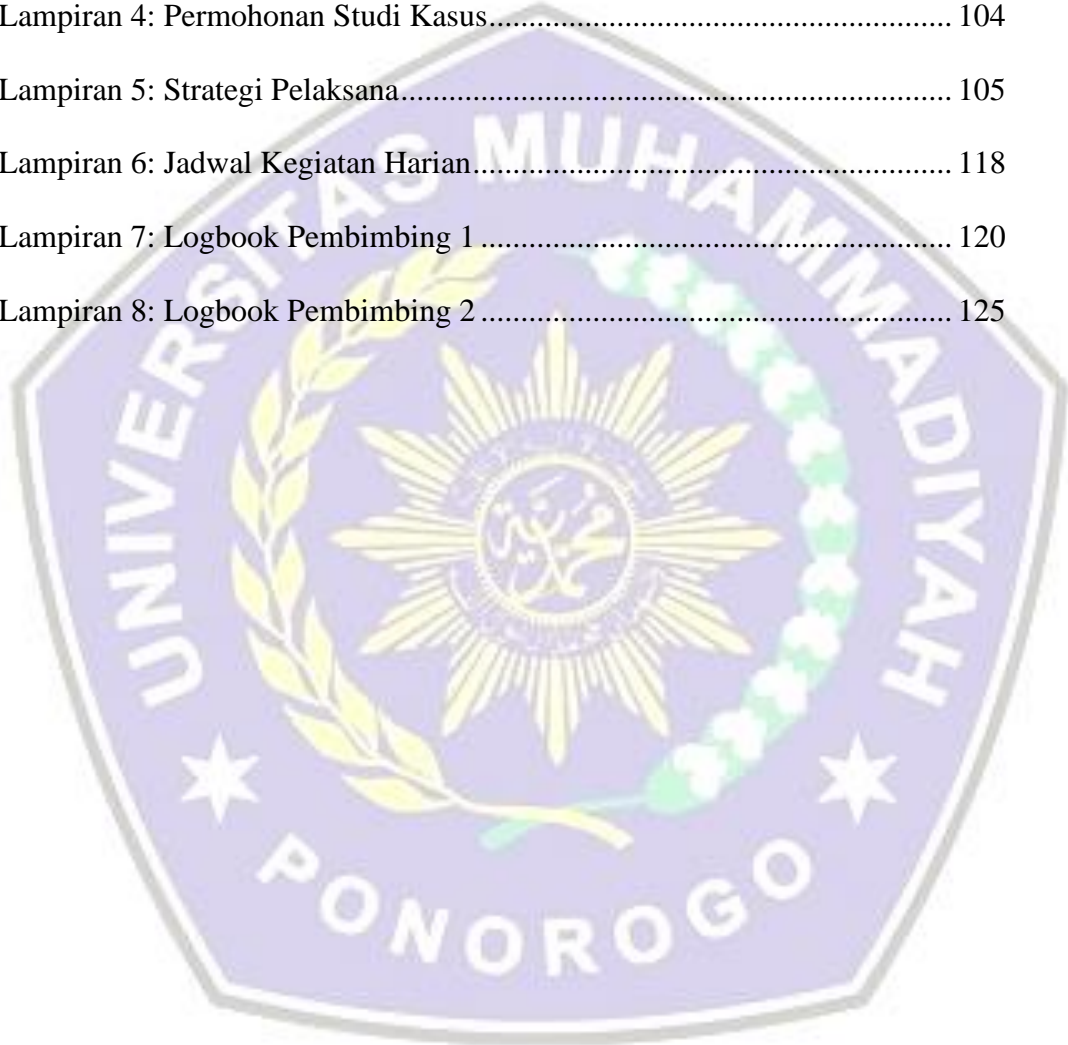 Lampiran 4: Permohonan Studi Kasus........................................................... 104
Lampiran 5: Strategi Pelaksana...................................................................... 105
Lampiran 6: Jadwal Kegiatan Harian............................................................. 118
Lampiran 7: Logbook Pembimbing 1............................................................ 120
Lampiran 8: Logbook Pembimbing 2............................................................ 125
UNIVERSITAS MUHAMMADIYAH
PONOROGO